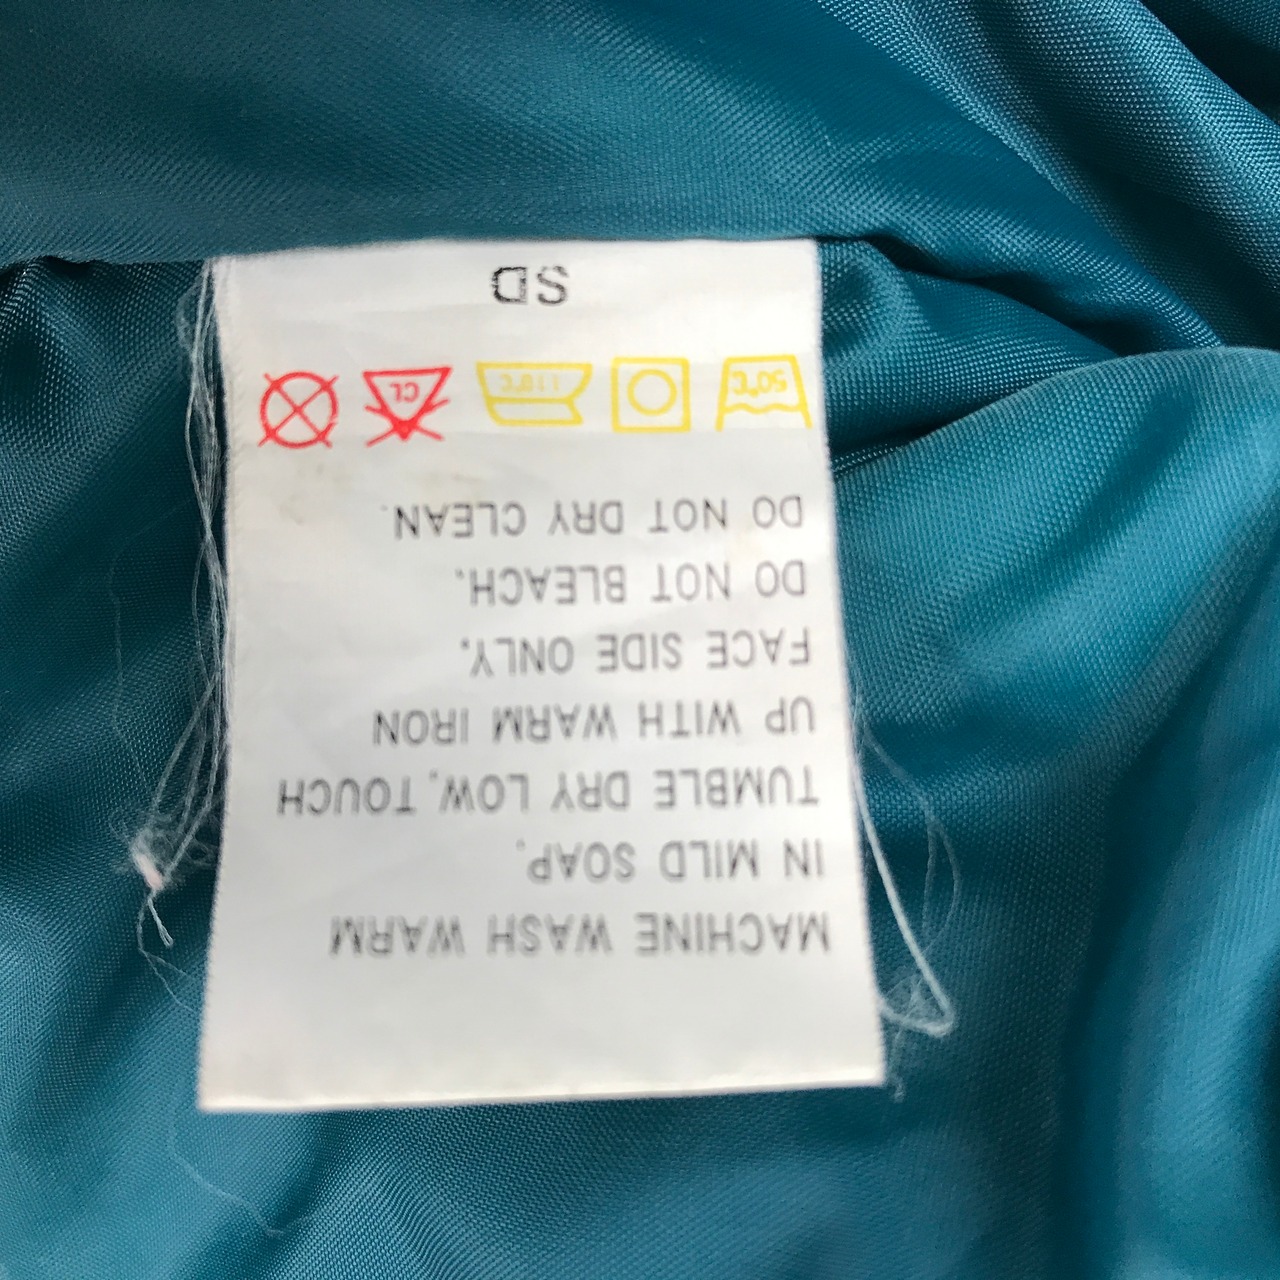 MACHINE WASH WARM
IN MILD SOAP.
TUMBLE DRY LOW, TOUCH
UP WITH WARM IRON
FACE SIDE ONLY.
DO NOT BLEACH.
DO NOT DRY CLEAN.
50°C 110°C CL
SD